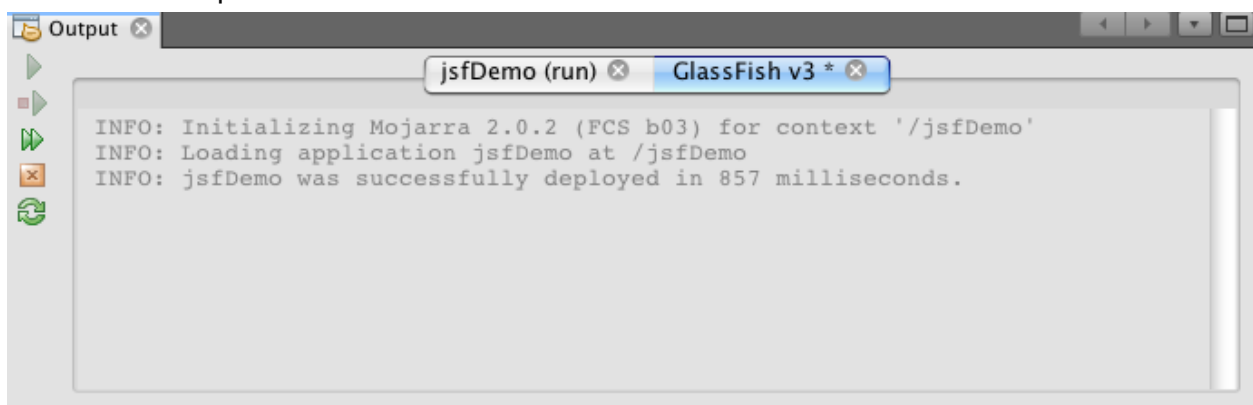 Output
jsfDemo (run) GlassFish v3 *
INFO: Initializing Mojarra 2.0.2 (FCS b03) for context '/jsfDemo'
INFO: Loading application jsfDemo at /jsfDemo
INFO: jsfDemo was successfully deployed in 857 milliseconds.